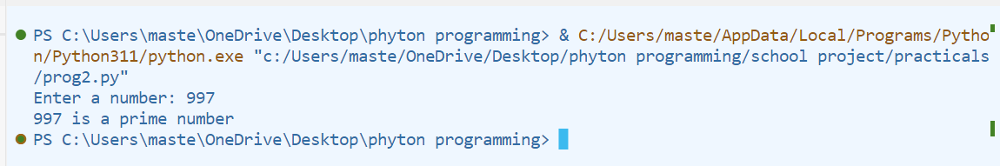 PS C:\Users\maste\OneDrive\Desktop\phyton programming> & C:/Users/maste/AppData/Local/Programs/Pytho
n/Python311/python.exe "c:/Users/maste/OneDrive/Desktop/phyton programming/school project/practicals
/prog2.py"
Enter a number: 997
997 is a prime number
PS C:\Users\maste\OneDrive\Desktop\phyton programming>